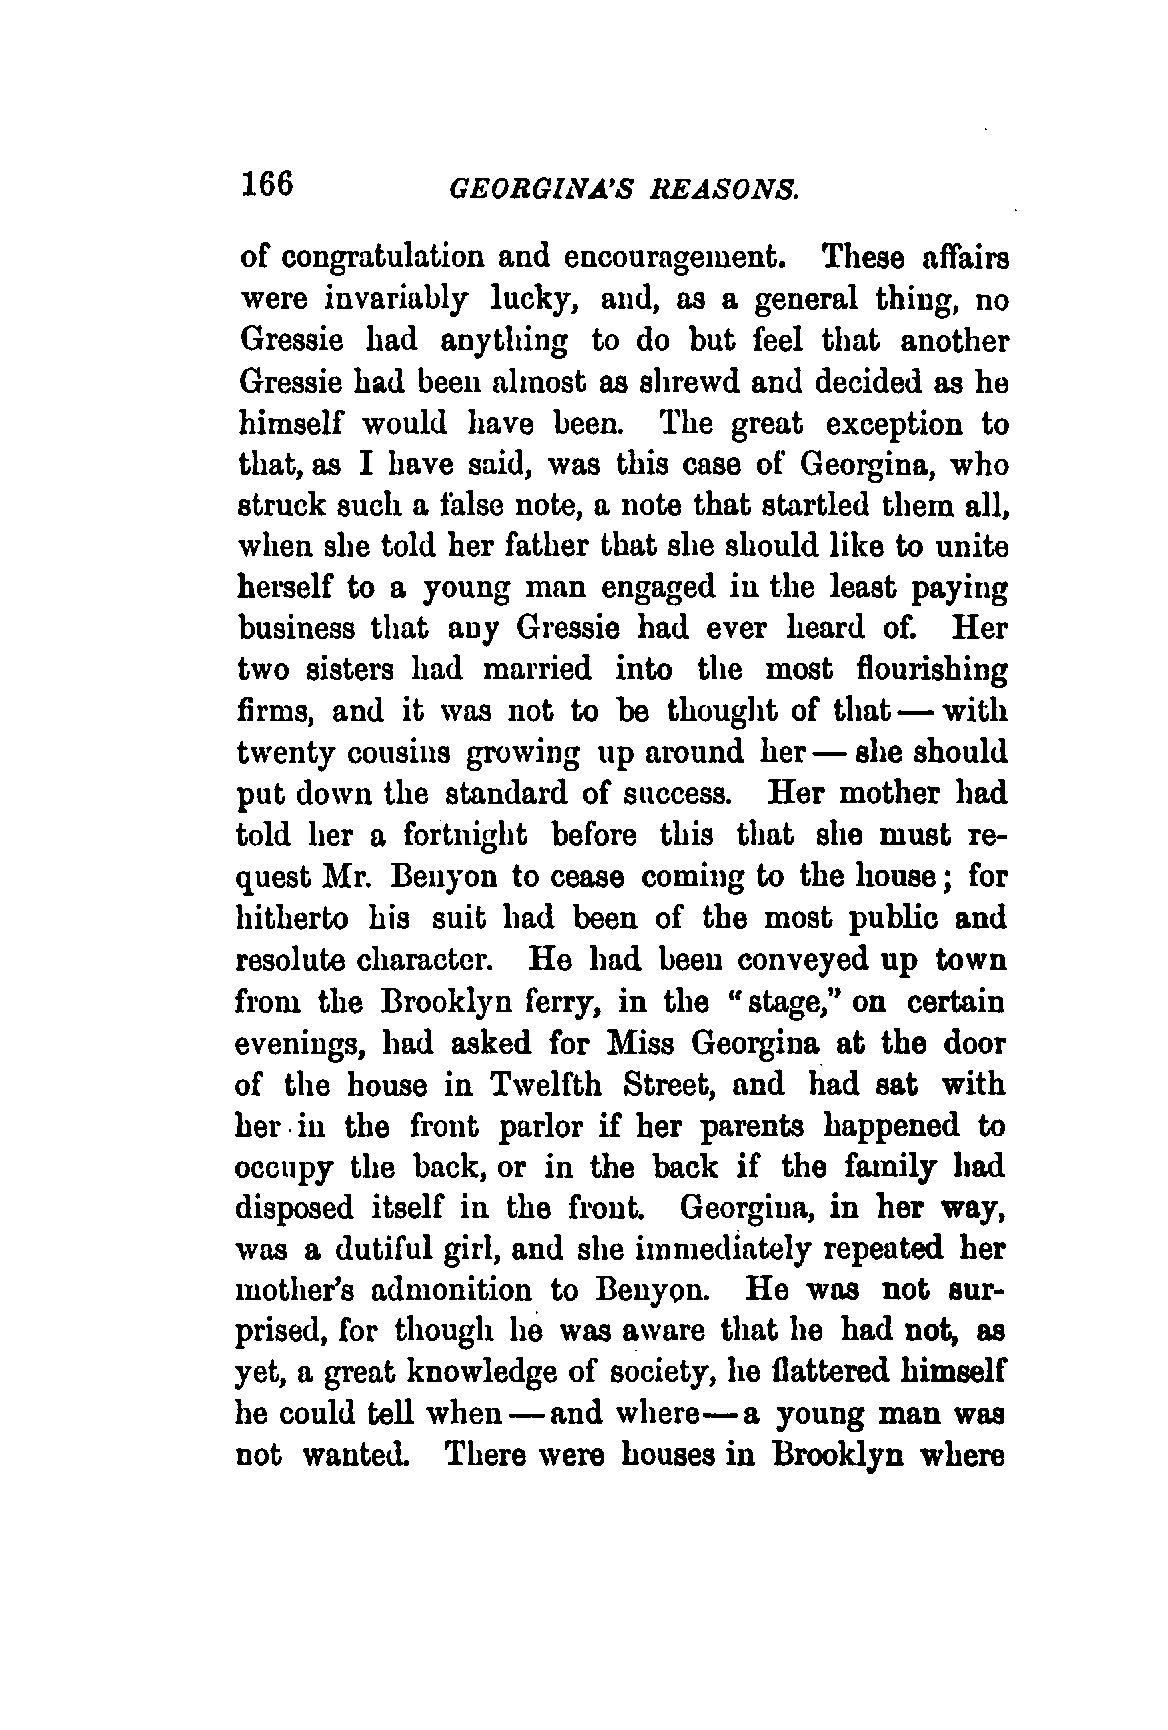 166 GEORGINA'S REASONS.
of congratulation and encouragement. These affairs
were invariably lucky, and, as a general thing, no
Gressie had anything to do but feel that another
Gressie had been almost as shrewd and decided as he
himself would have been. The great exception to
that, as I have said, was this case of Georgina, who
struck such a false note, a note that startled them all,
when she told her father that she should like to unite
herself to a young man engaged in the least paying
business that any Gressie had ever heard of. Her
two sisters had married into the most flourishing
firms, and it was not to be thought of that — with
twenty cousins growing up around her — she should
put down the standard of success. Her mother had
told her a fortnight before this that she must re-
quest Mr. Benyon to cease coming to the house; for
hitherto his suit had been of the most public and
resolute character. He had been conveyed up town
from the Brooklyn ferry, in the "stage," on certain
evenings, had asked for Miss Georgina at the door
of the house in Twelfth Street, and had sat with
her in the front parlor if her parents happened to
occupy the back, or in the back if the family had
disposed itself in the front. Georgina, in her way,
was a dutiful girl, and she immediately repeated her
mother's admonition to Benyon. He was not sur-
prised, for though he was aware that he had not, as
yet, a great knowledge of society, he flattered himself
he could tell when — and where — a young man was
not wanted. There were houses in Brooklyn where